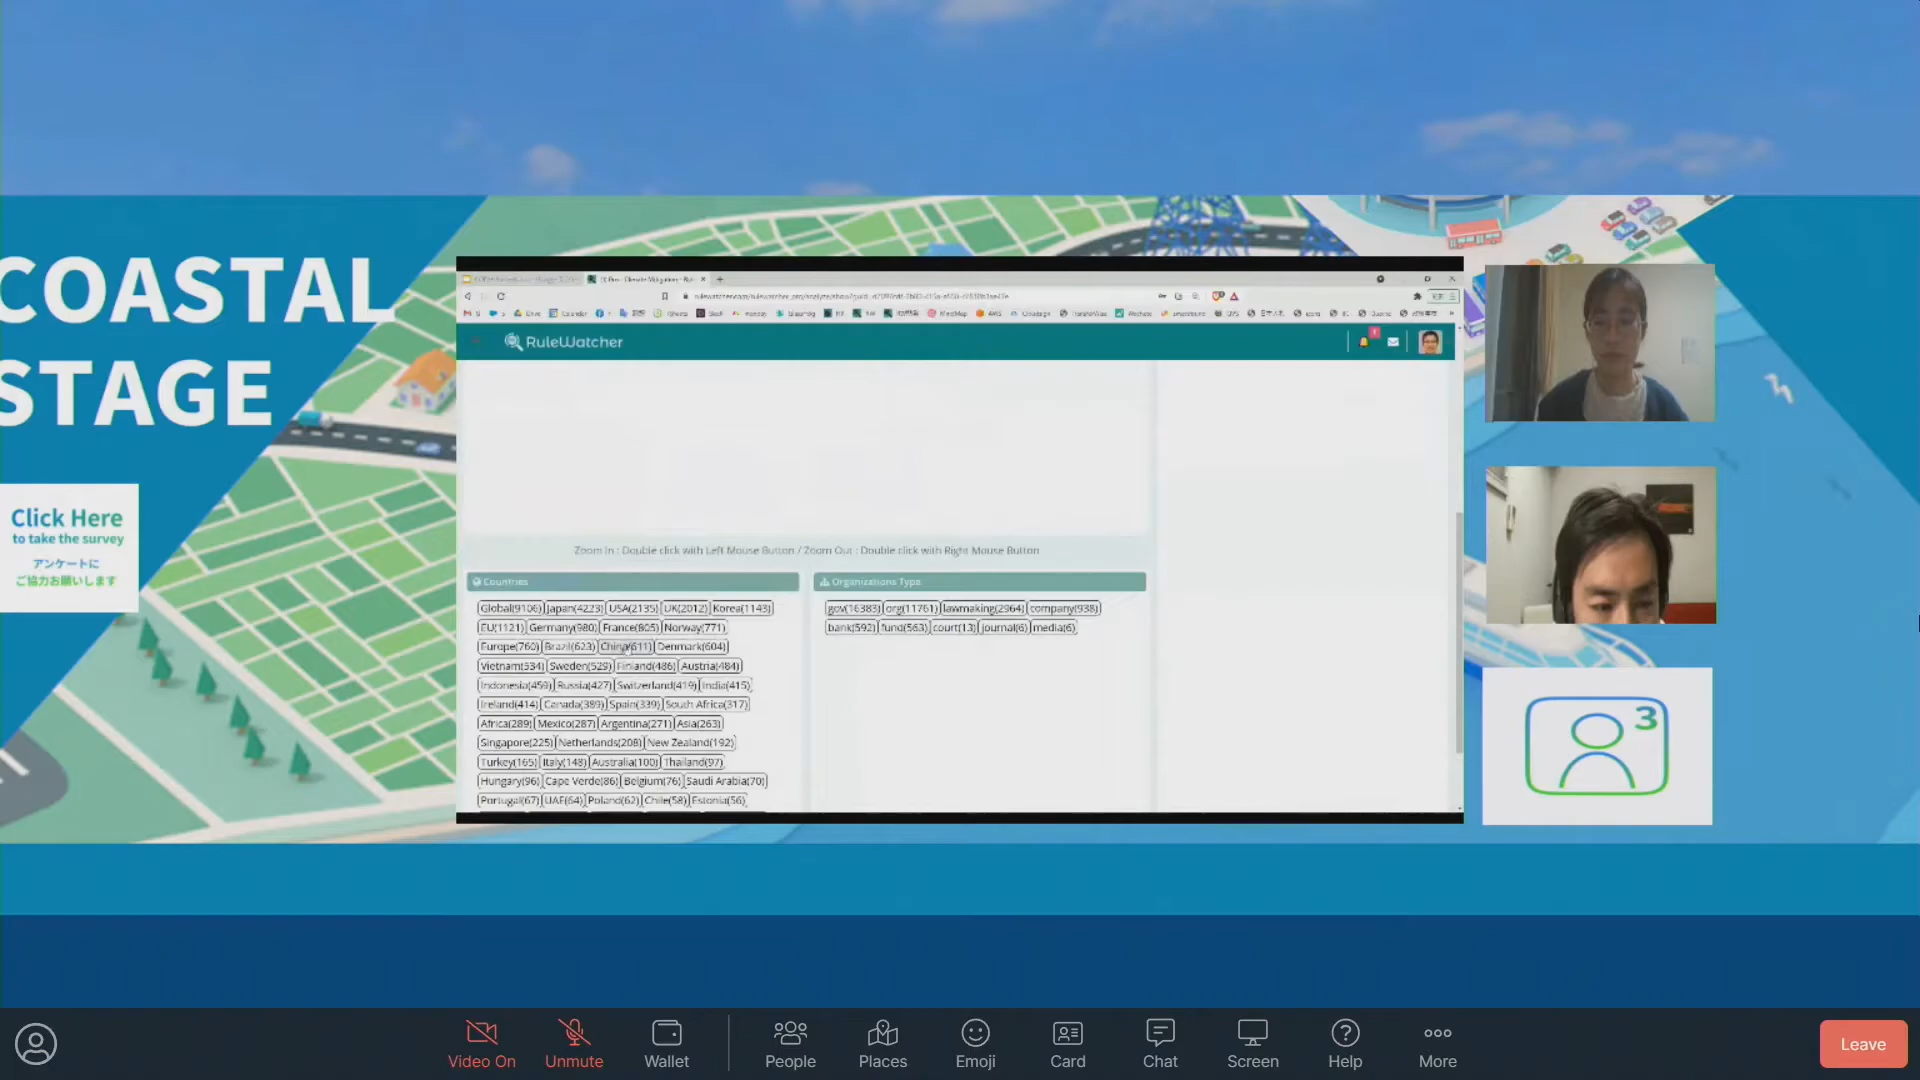 COASTAL
STAGE
Click Here
to take the survey
アンケートに
ご協力お願いします
RuleWatcher
Zoom In : Double click with Left Mouse Button / Zoom Out : Double click with Right Mouse Button
Countries
Global(9106) Japan(4223) USA(2135) UK(2012) Korea(1143)
EU(1121) Germany(980) France(805) Norway(771)
Europe(760) Brazil(623) China(611) Denmark(604)
Vietnam(534) Sweden(529) Finland(486) Austria(484)
Indonesia(459) Russia(427) Switzerland(419) India(415)
Ireland(414) Canada(389) Spain(339) South Africa(317)
Africa(289) Mexico(287) Argentina(271) Asia(263)
Singapore(225) Netherlands(208) New Zealand(192)
Turkey(165) Italy(148) Australia(100) Thailand(97)
Hungary(96) Cape Verde(86) Belgium(76) Saudi Arabia(70)
Portugal(67) UAE(64) Poland(62) Chile(58) Estonia(56)
Organizations Type
gov(16383) org(11761) lawmaking(2964) company(938)
bank(592) fund(563) court(13) journal(6) media(6)
3
Video On
Unmute
Wallet
People
Places
Emoji
Card
Chat
Screen
Help
More
Leave